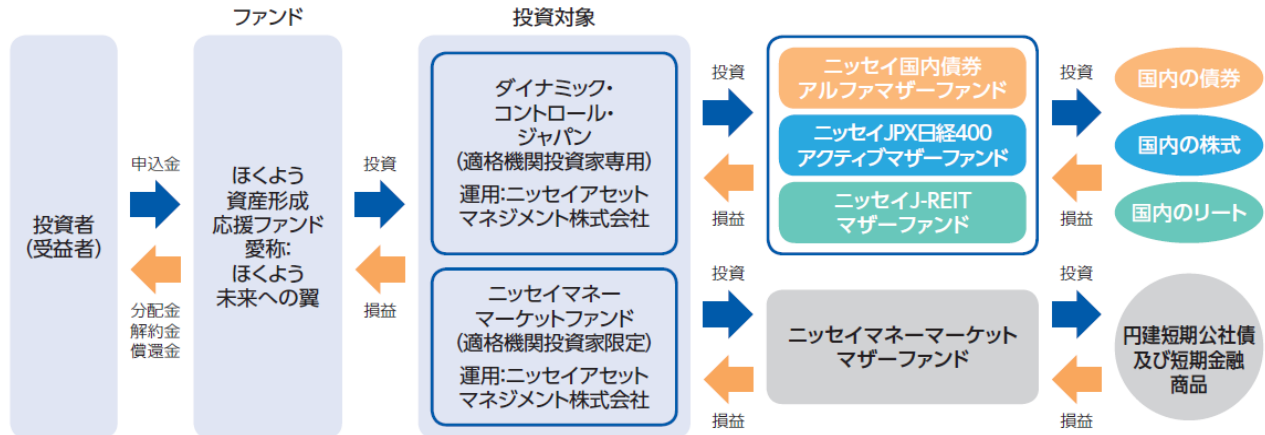 ファンド
投資対象
投資者
(受益者)
申込金
分配金
解約金
償還金
ほくよう
資産形成
応援ファンド
愛称:
ほくよう
未来への翼
投資
損益
ダイナミック・
コントロール・
ジャパン
(適格機関投資家専用)
運用:ニッセイアセット
マネジメント株式会社
ニッセイマネー
マーケットファンド
(適格機関投資家限定)
運用:ニッセイアセット
マネジメント株式会社
投資
損益
ニッセイ国内債券
アルファマザーファンド
ニッセイJPX日経400
アクティブマザーファンド
ニッセイJ-REIT
マザーファンド
投資
損益
国内の債券
国内の株式
国内のリート
投資
損益
ニッセイマネーマーケット
マザーファンド
投資
損益
円建短期公社債
及び短期金融
商品